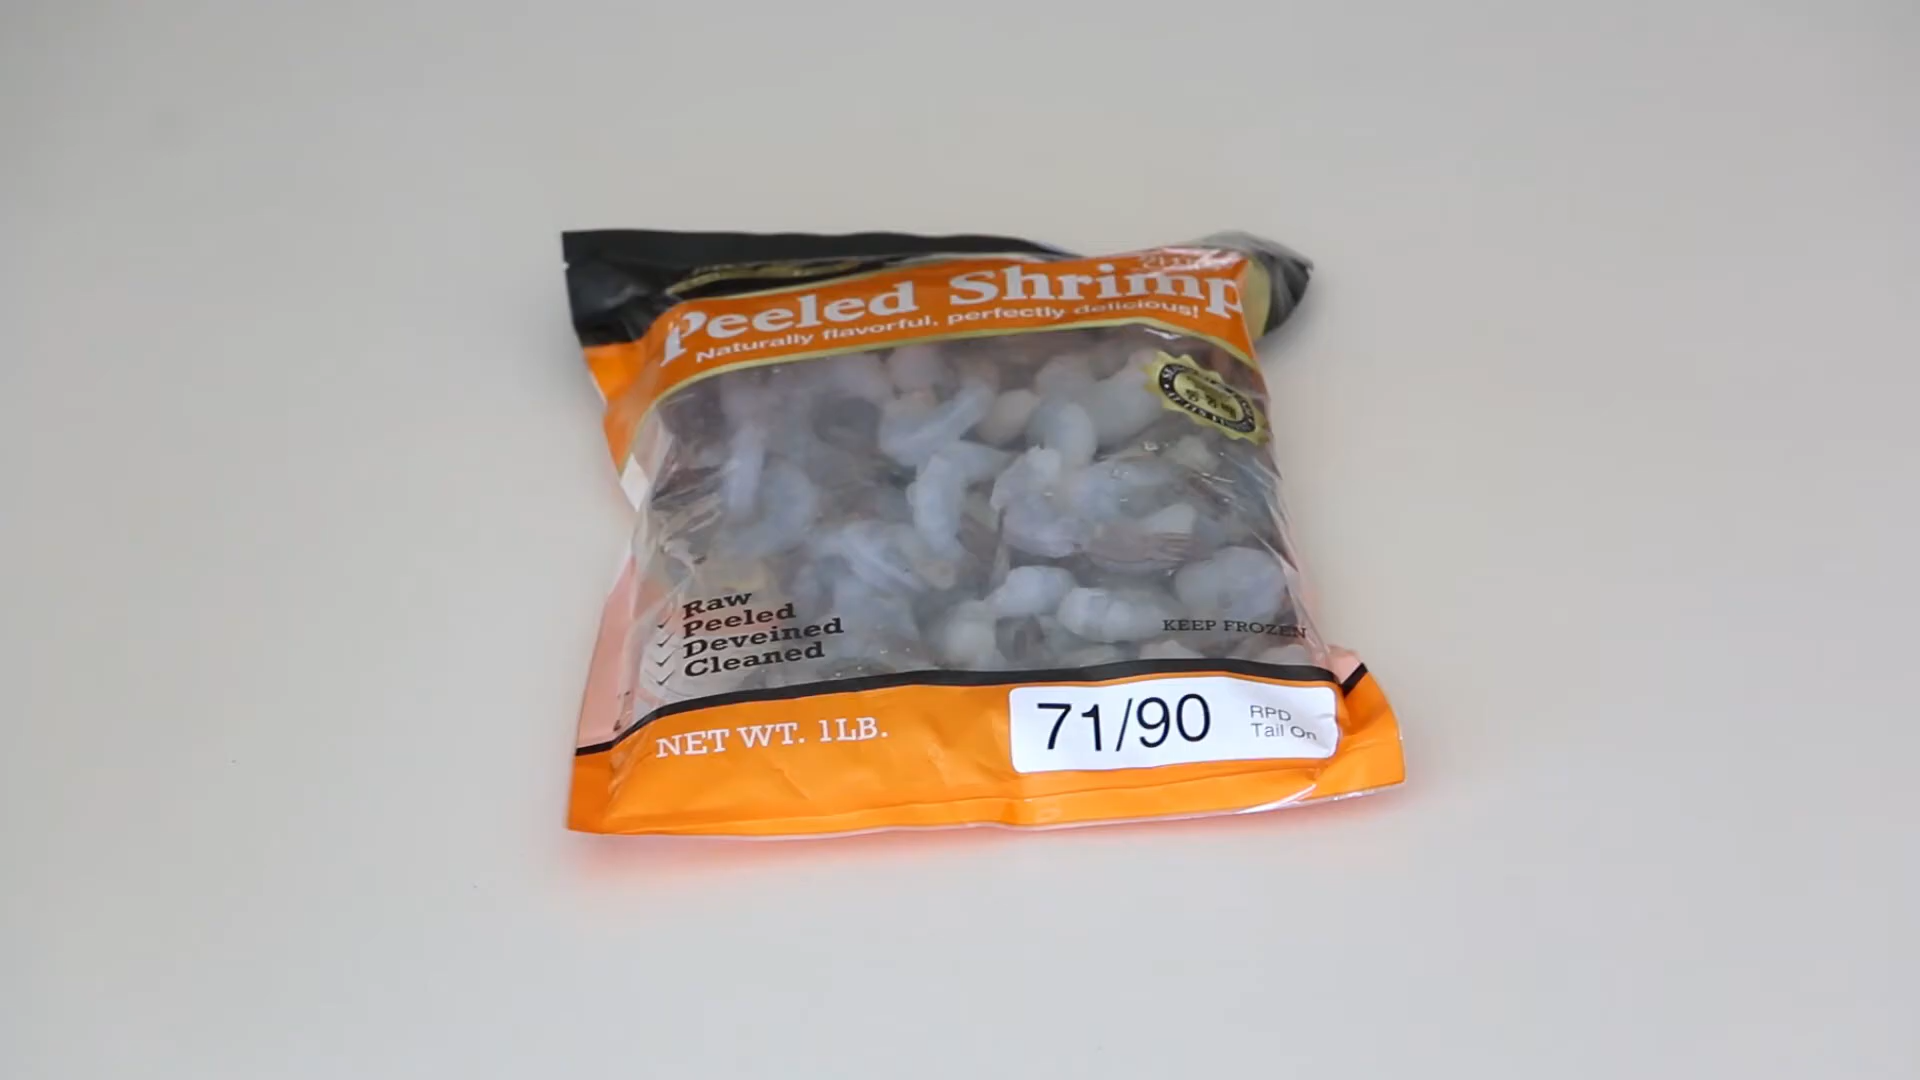 Peeled Shrimp
Naturally flavorful, perfectly delicious!
Raw
Peeled
Deveined
Cleaned
KEEP FROZEN
NET WT. 1LB.
71/90
RPD
Tail On